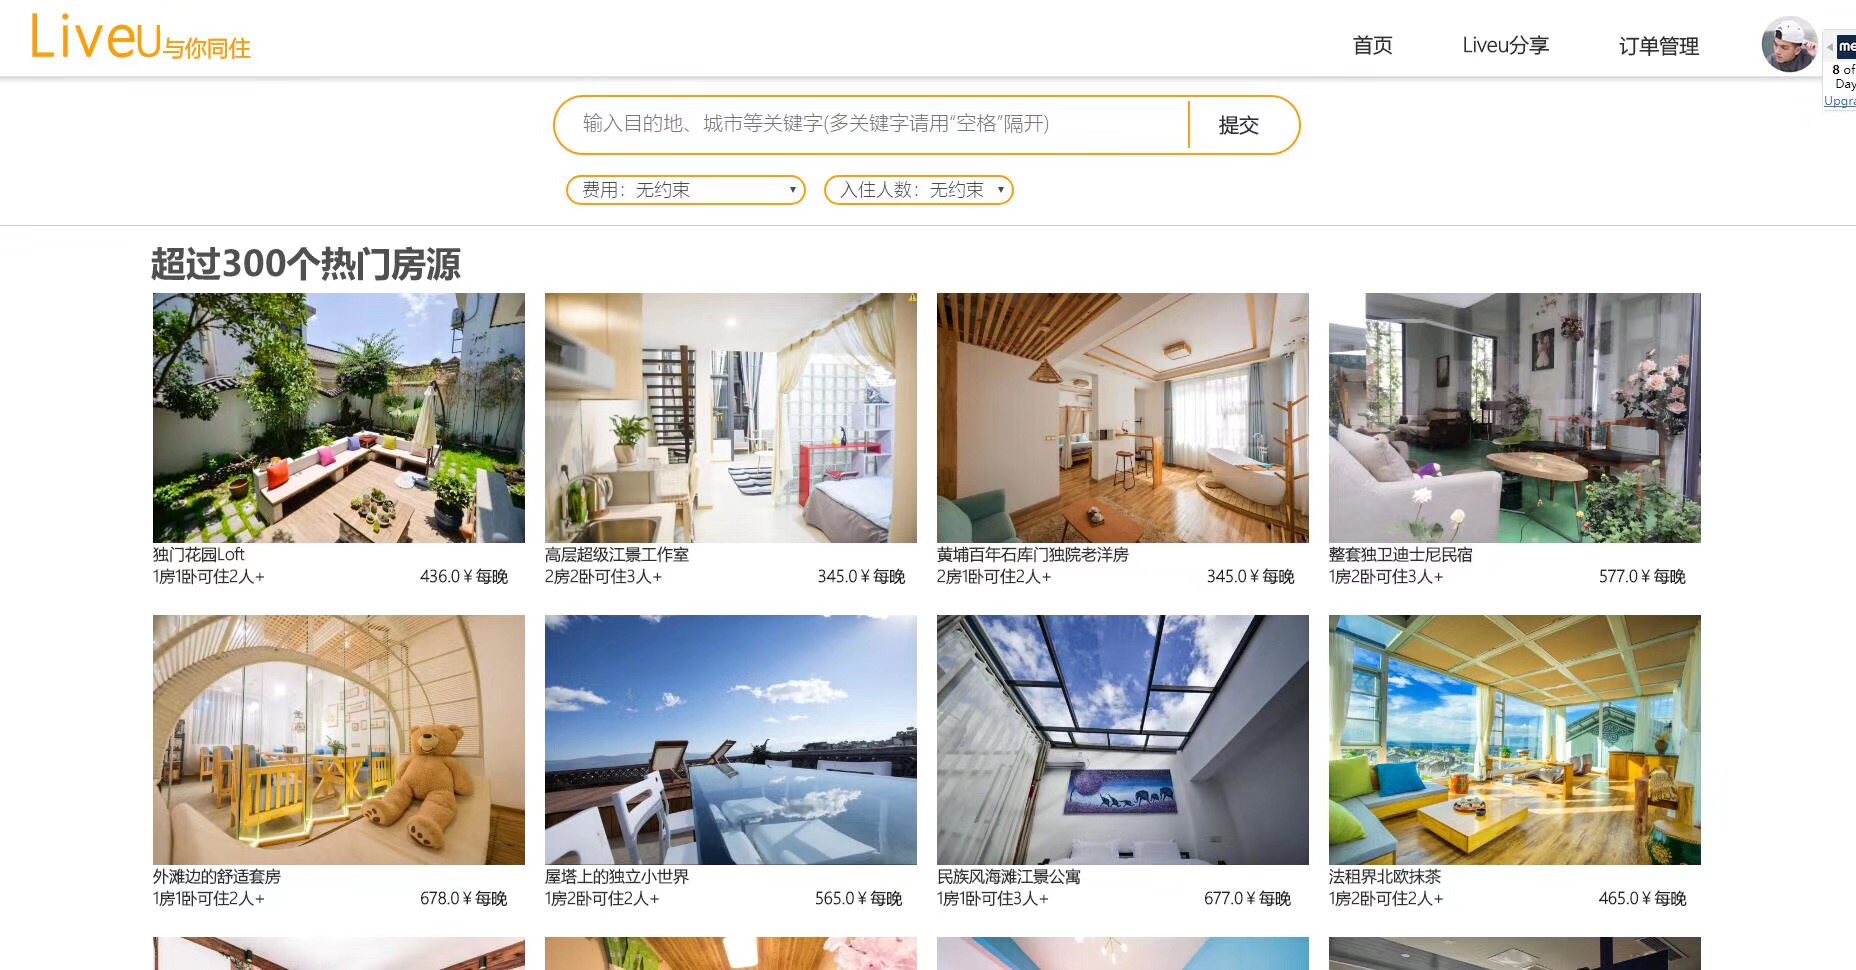 Liveu与你同住
首页
Liveu分享
订单管理
8 of
Day
Upgra
输入目的地、城市等关键字(多关键字请用“空格”隔开)
提交
费用：无约束
入住人数：无约束
超过300个热门房源
独门花园Loft
1房1卧可住2人+
436.0¥每晚
高层超级江景工作室
2房2卧可住3人+
345.0¥每晚
黄埔百年石库门独院老洋房
2房1卧可住2人+
345.0¥每晚
整套独卫迪士尼民宿
1房2卧可住3人+
577.0¥每晚
外滩边的舒适套房
1房1卧可住2人+
678.0¥每晚
屋塔上的独立小世界
1房2卧可住2人+
565.0¥每晚
民族风海滩江景公寓
1房1卧可住3人+
677.0¥每晚
法租界北欧抹茶
1房2卧可住2人+
465.0¥每晚